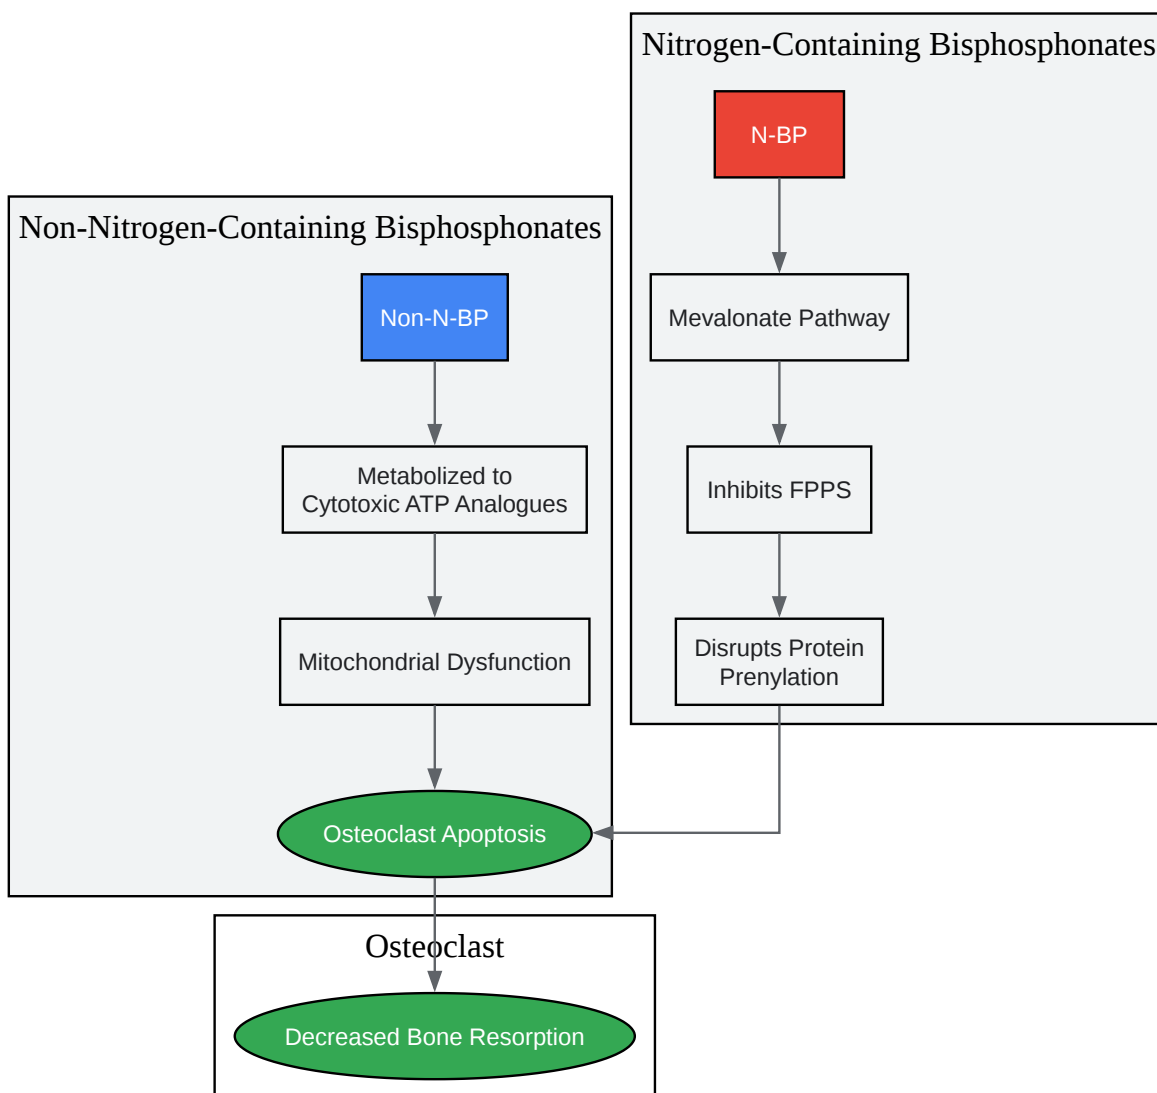 Nitrogen-Containing Bisphosphonates
N-BP
Mevalonate Pathway
Inhibits FPPS
Disrupts Protein
Prenylation
Non-Nitrogen-Containing Bisphosphonates
Non-N-BP
Metabolized to
Cytotoxic ATP Analogues
Mitochondrial Dysfunction
Osteoclast Apoptosis
Osteoclast
Decreased Bone Resorption